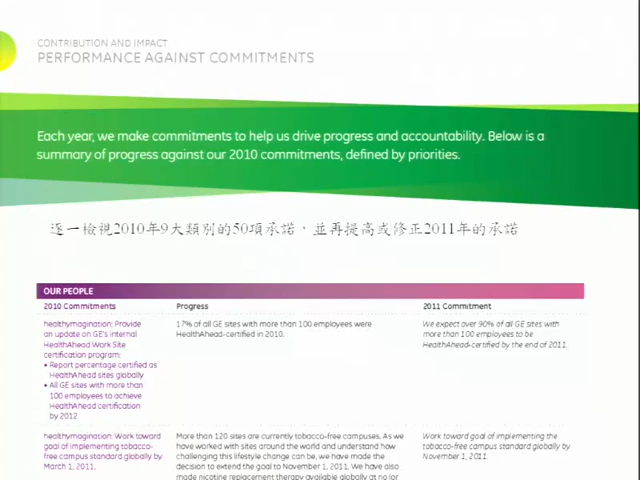 CONTRIBUTION AND IMPACT
PERFORMANCE AGAINST COMMITMENTS
Each year, we make commitments to help us drive progress and accountability. Below is a
summary of progress against our 2010 commitments, defined by priorities.
逐一檢視2010年9大類別的50項承諾，並再提高或修正2011年的承諾
OUR PEOPLE
2010 Commitments
Progress
2011 Commitment
healthymagination: Provide
an update on GE's internal
HealthAhead Work Site
certification program:
• Report percentage certified as
HealthAhead sites globally
• All GE sites with more than
100 employees to achieve
HealthAhead certification
by 2012
17% of all GE sites with more than 100 employees were
HealthAhead-certified in 2010.
We expect over 90% of all GE sites with
more than 100 employees to be
HealthAhead-certified by the end of 2011.
healthymagination: Work toward
goal of implementing tobacco-
free campus standard globally by
March 1, 2011.
More than 120 sites are currently tobacco-free campuses. As we
have worked with sites around the world and understand how
challenging this lifestyle change can be, we have made the
decision to extend the goal to November 1, 2011. We have also
made nicotine replacement therapy available globally at no (or
Work toward goal of implementing the
tobacco-free campus standard globally by
November 1, 2011.